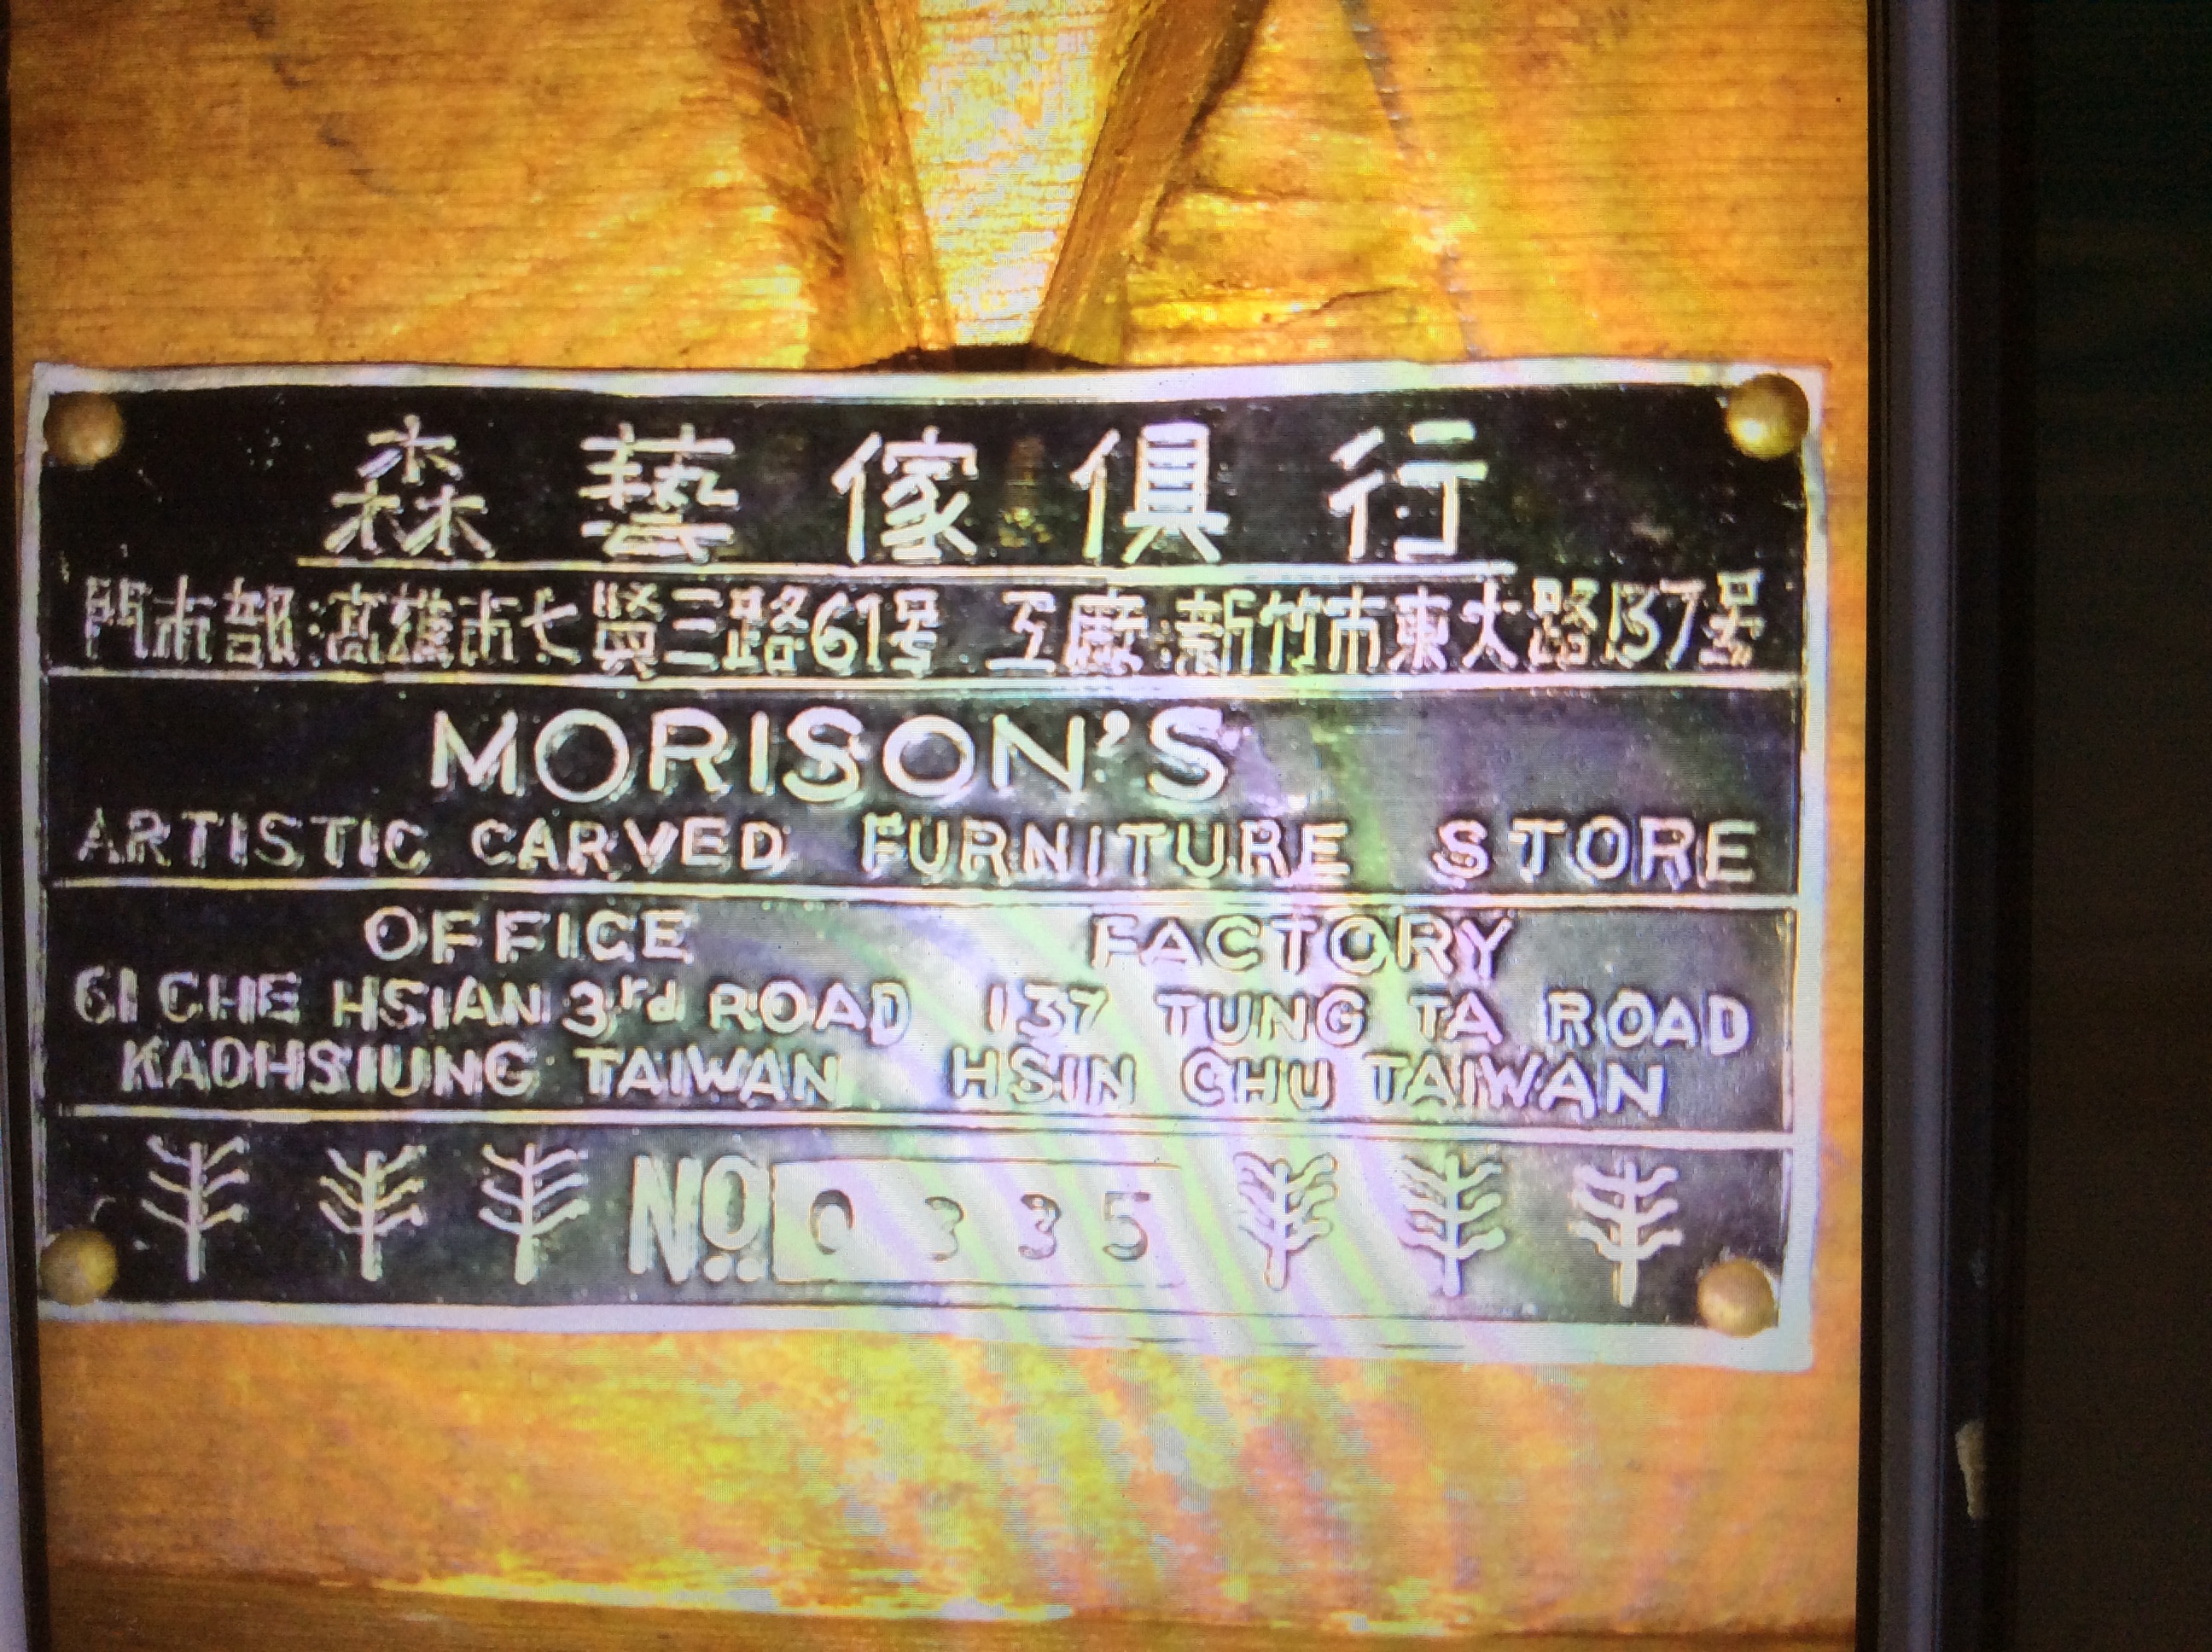 森藝傢俱行
門市部:高雄市七賢三路61号 工廠:新竹市東大路137号
MORISON'S
ARTISTIC CARVED FURNITURE STORE
OFFICE FACTORY
61 CHE HSIAN 3rd ROAD 137 TUNG TA ROAD
KAOHSIUNG TAIWAN HSIN CHU TAIWAN
NO. 0335